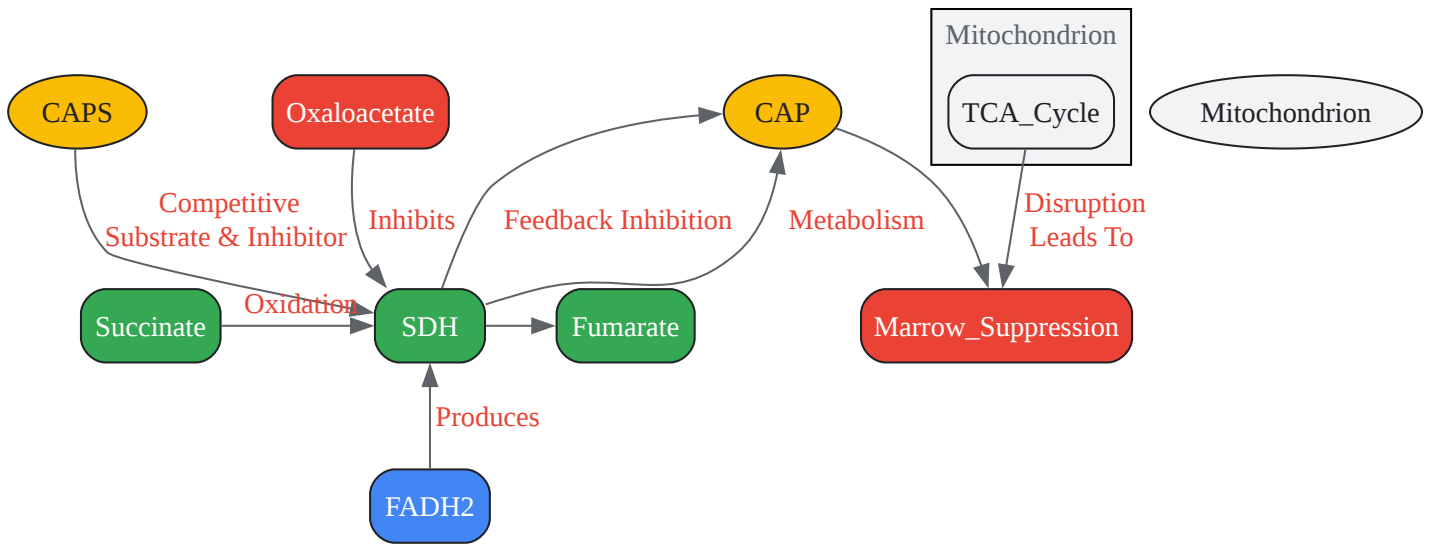 Mitochondrion
CAPS
Oxaloacetate
CAP
TCA_Cycle
Mitochondrion
Competitive
Substrate & Inhibitor
Inhibits
Feedback Inhibition
Metabolism
Disruption
Leads To
Oxidation
Succinate
SDH
Fumarate
Marrow_Suppression
Produces
FADH2